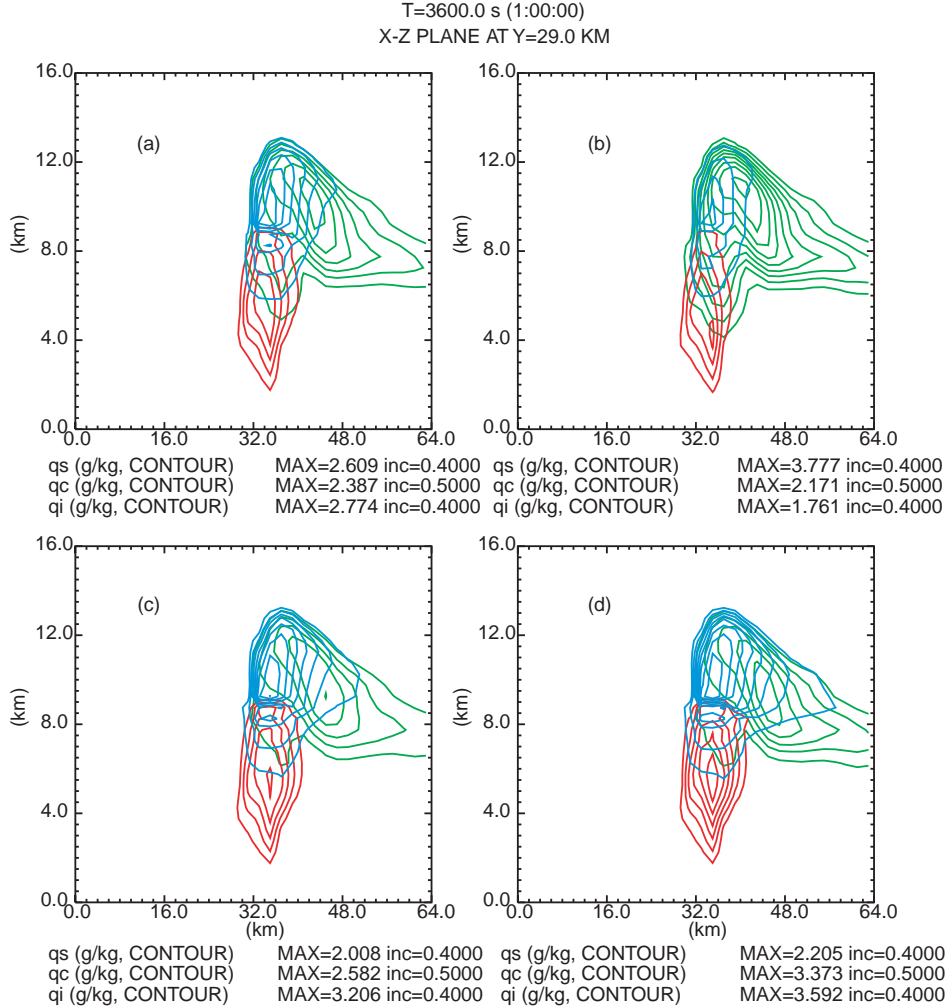 T=3600.0 s (1:00:00)
X-Z PLANE AT Y=29.0 KM
16.0
12.0
8.0
4.0
0.0
(km)
(a)
0.0 16.0 32.0 48.0 64.0
qs (g/kg, CONTOUR) MAX=2.609 inc=0.4000
qc (g/kg, CONTOUR) MAX=2.387 inc=0.5000
qi (g/kg, CONTOUR) MAX=2.774 inc=0.4000
16.0
12.0
8.0
4.0
0.0
(km)
(b)
0.0 16.0 32.0 48.0 64.0
qs (g/kg, CONTOUR) MAX=3.777 inc=0.4000
qc (g/kg, CONTOUR) MAX=2.171 inc=0.5000
qi (g/kg, CONTOUR) MAX=1.761 inc=0.4000
16.0
12.0
8.0
4.0
0.0
(km)
(c)
0.0 16.0 32.0 48.0 64.0
(km)
qs (g/kg, CONTOUR) MAX=2.008 inc=0.4000
qc (g/kg, CONTOUR) MAX=2.582 inc=0.5000
qi (g/kg, CONTOUR) MAX=3.206 inc=0.4000
16.0
12.0
8.0
4.0
0.0
(km)
(d)
0.0 16.0 32.0 48.0 64.0
(km)
qs (g/kg, CONTOUR) MAX=2.205 inc=0.4000
qc (g/kg, CONTOUR) MAX=3.373 inc=0.5000
qi (g/kg, CONTOUR) MAX=3.592 inc=0.4000